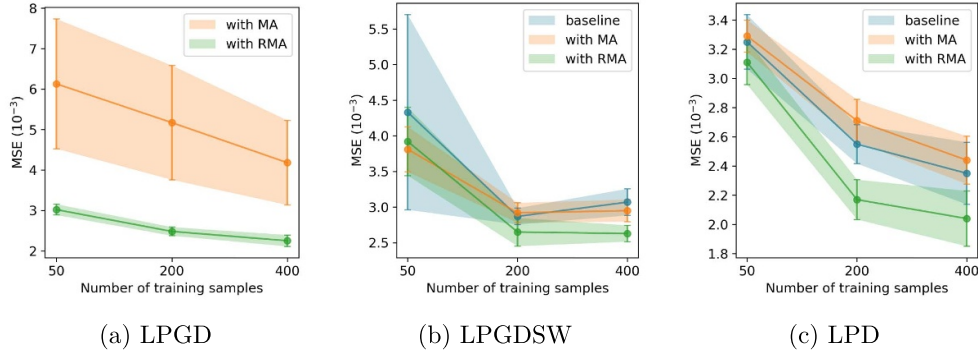 MSE (10⁻³)
8
7
6
5
4
3
2
with MA
with RMA
50
200
400
Number of training samples
(a) LPGD
MSE (10⁻³)
5.5
5.0
4.5
4.0
3.5
3.0
2.5
baseline
with MA
with RMA
50
200
400
Number of training samples
(b) LPGDSW
MSE (10⁻³)
3.4
3.2
3.0
2.8
2.6
2.4
2.2
2.0
1.8
baseline
with MA
with RMA
50
200
400
Number of training samples
(c) LPD